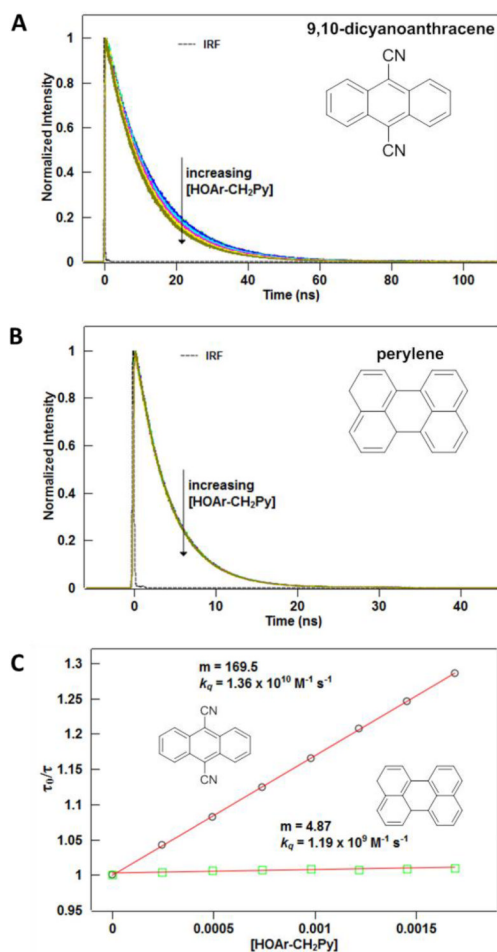 A
9,10-dicyanoanthracene
IRF
CN
CN
increasing
[HOAr-CH2Py]
Normalized Intensity
1
0.8
0.6
0.4
0.2
0
0 20 40 60 80 100
Time (ns)
B
perylene
IRF
increasing
[HOAr-CH2Py]
Normalized Intensity
1
0.8
0.6
0.4
0.2
0
0 10 20 30 40
Time (ns)
C
m = 169.5
kq = 1.36 x 10^10 M^-1 s^-1
CN
CN
m = 4.87
kq = 1.19 x 10^9 M^-1 s^-1
τ0/τ
1.3
1.25
1.2
1.15
1.1
1.05
1
0.95
0 0.0005 0.001 0.0015
[HOAr-CH2Py]